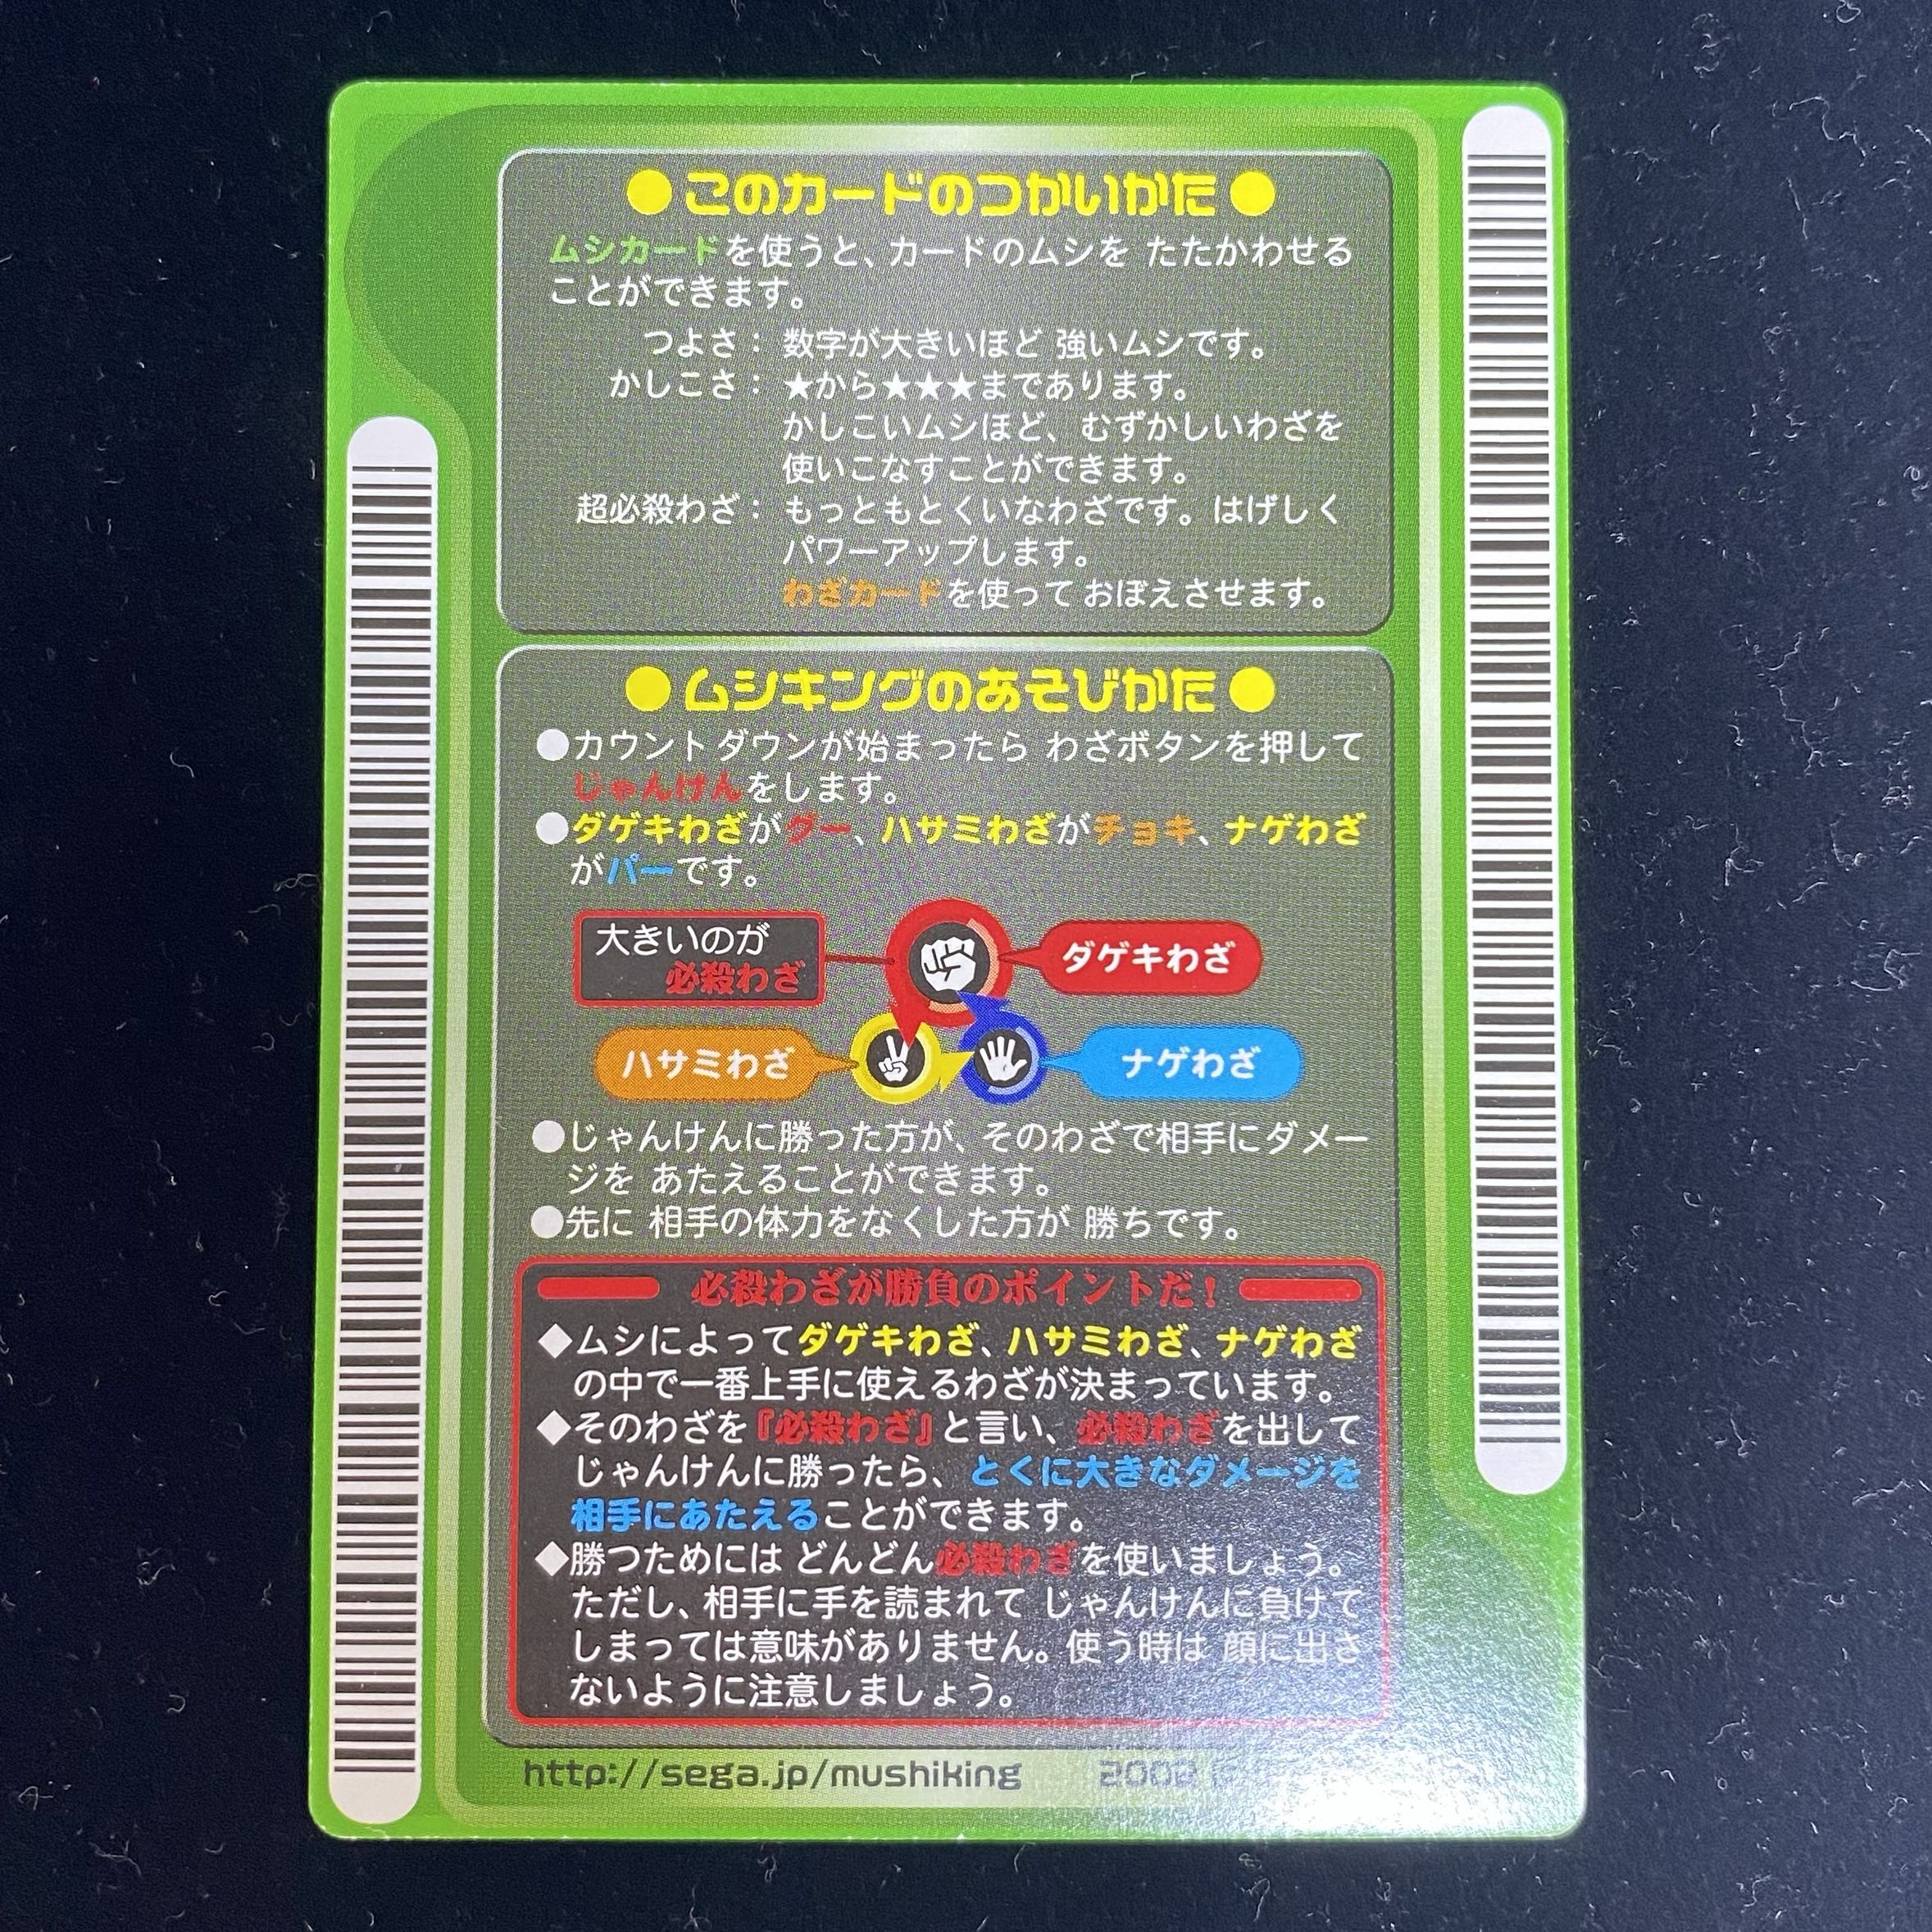 ●このカードのつかいかた●
ムシカードを使うと、カードのムシを たたかわせる
ことができます。
つよさ： 数字が大きいほど 強いムシです。
かしこさ： ★から★★★まであります。
かしこいムシほど、むずかしいわざを
使いこなすことができます。
超必殺わざ： もっともとくいなわざです。はげしく
パワーアップします。
わざカードを使って おぼえさせます。
●ムシキングのあそびかた●
●カウントダウンが始まったら わざボタンを押して
じゃんけんをします。
●ダゲキわざがグー、ハサミわざがチョキ、ナゲわざ
がパーです。
大きいのが
必殺わざ
ダゲキわざ
ハサミわざ
ナゲわざ
●じゃんけんに勝った方が、そのわざで相手にダメー
ジを あたえることができます。
●先に 相手の体力をなくした方が 勝ちです。
必殺わざが勝負のポイントだ！
◆ムシによってダゲキわざ、ハサミわざ、ナゲわざ
の中で一番上手に使えるわざが決まっています。
◆そのわざを『必殺わざ』と言い、必殺わざを出して
じゃんけんに勝ったら、とくに大きなダメージを
相手にあたえることができます。
◆勝つためには どんどん必殺わざを使いましょう。
ただし、相手に手を読まれて じゃんけんに負けて
しまっては意味がありません。使う時は 顔に出さ
ないように注意しましょう。
http://sega.jp/mushiking